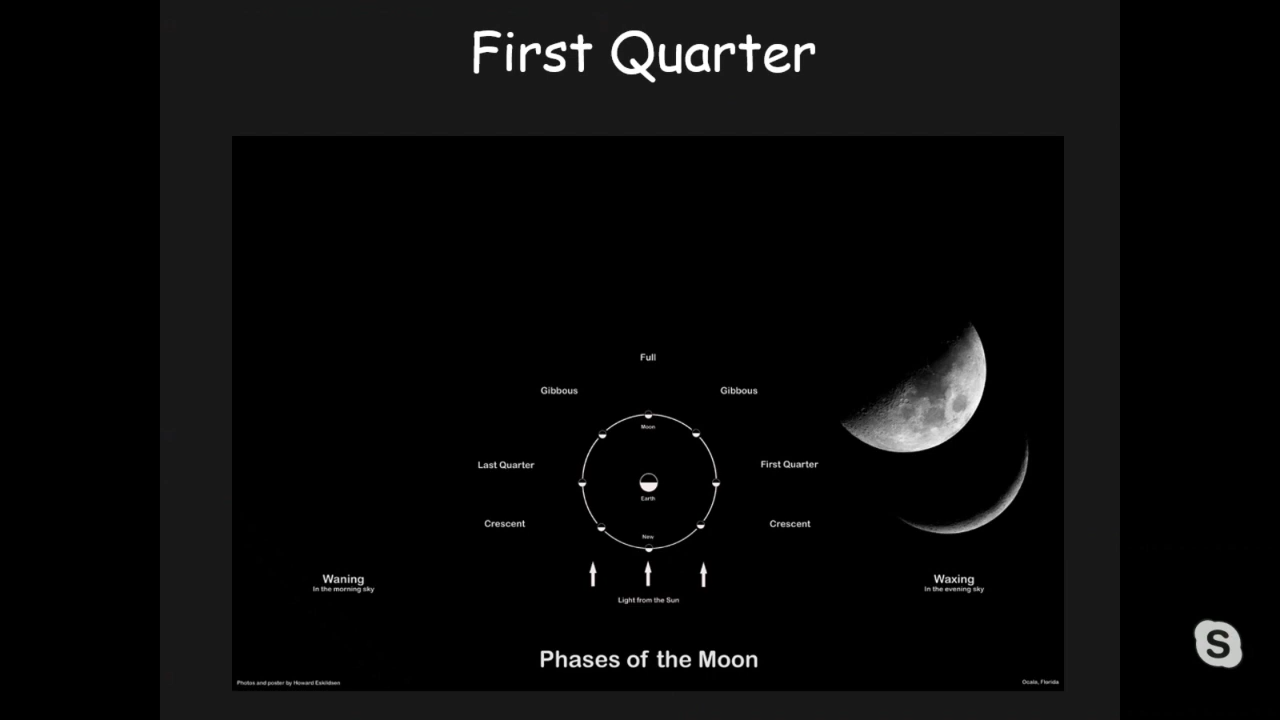 First Quarter
Full
Gibbous Gibbous
Moon
Last Quarter First Quarter
Earth
Crescent Crescent
New
Waning Waxing
In the morning sky In the evening sky
Light from the Sun
Phases of the Moon
Photos and poster by Howard Eskildsen Ocala, Florida
S